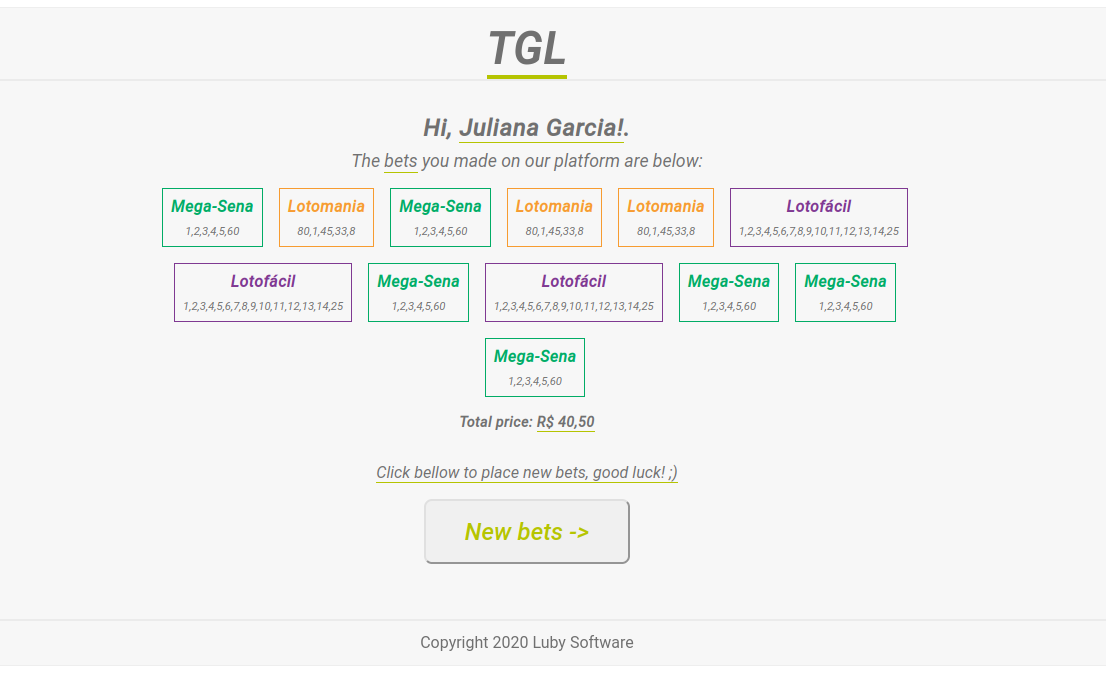 TGL
Hi, Juliana Garcia!.
The bets you made on our platform are below:
Mega-Sena Lotomania Mega-Sena Lotomania Lotomania Lotofácil
1,2,3,4,5,60 80,1,45,33,8 1,2,3,4,5,60 80,1,45,33,8 80,1,45,33,8 1,2,3,4,5,6,7,8,9,10,11,12,13,14,25
Lotofácil Mega-Sena Lotofácil Mega-Sena Mega-Sena
1,2,3,4,5,6,7,8,9,10,11,12,13,14,25 1,2,3,4,5,60 1,2,3,4,5,6,7,8,9,10,11,12,13,14,25 1,2,3,4,5,60 1,2,3,4,5,60
Mega-Sena
1,2,3,4,5,60
Total price: R$ 40,50
Click bellow to place new bets, good luck! ;)
New bets ->
Copyright 2020 Luby Software